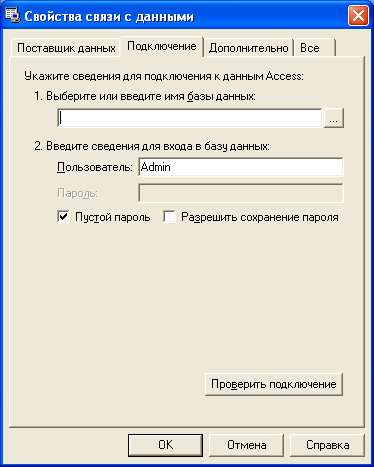 Свойства связи с данными
Поставщик данных Подключение Дополнительно Все
Укажите сведения для подключения к данным Access:
1. Выберите или введите имя базы данных:
...
2. Введите сведения для входа в базу данных:
Пользователь: Admin
Пароль:
Пустой пароль Разрешить сохранение пароля
Проверить подключение
ОК Отмена Справка